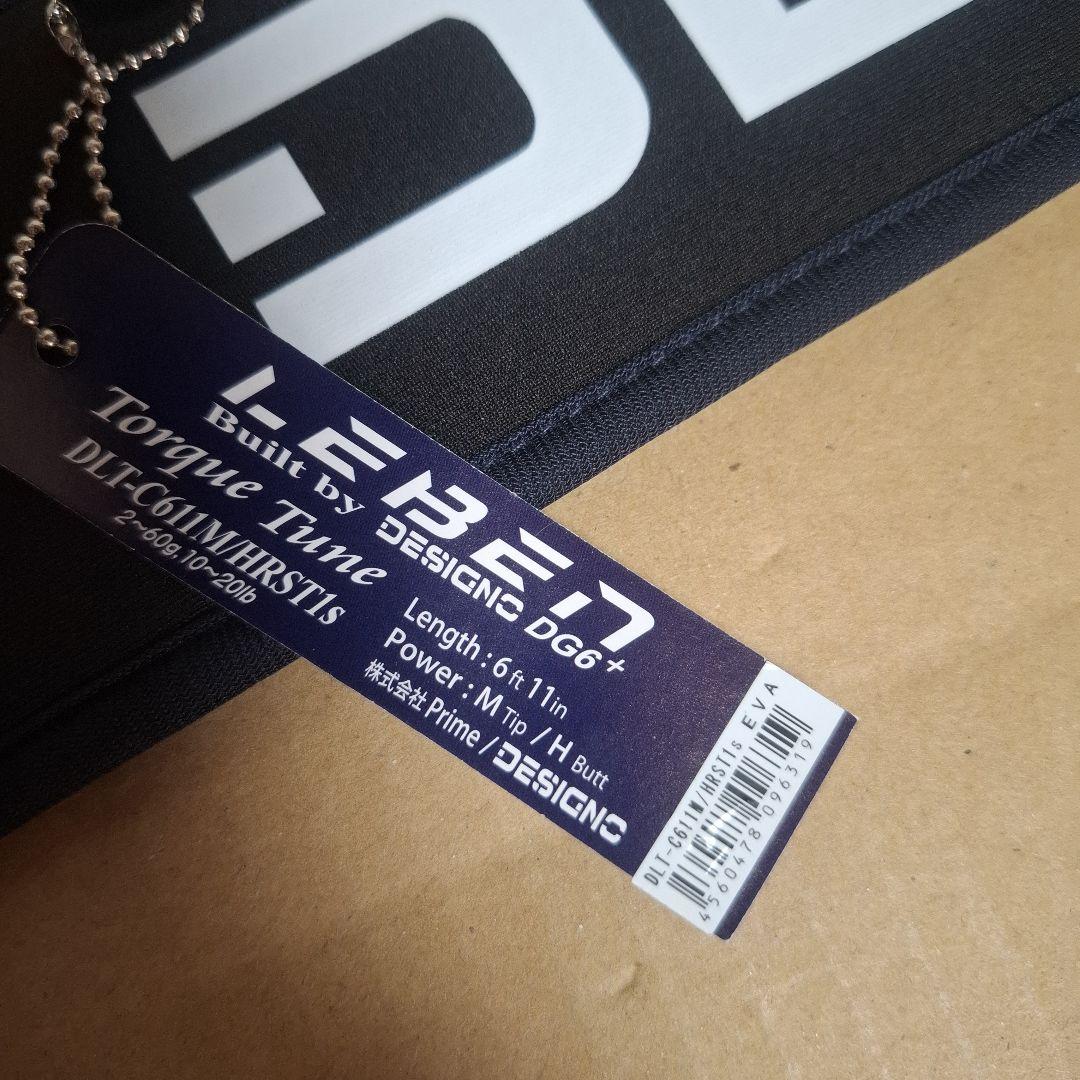 LEBEN
Built by DESIGNO DG6+
Torque Tune
DLT-C611M/HRST1s
2~60g.10~20lb
Length : 6 ft 11in
Power : M Tip / H Butt
株式会社 Prime / DESIGNO
DLT-C611M/HRST1s EVA
4560478096319